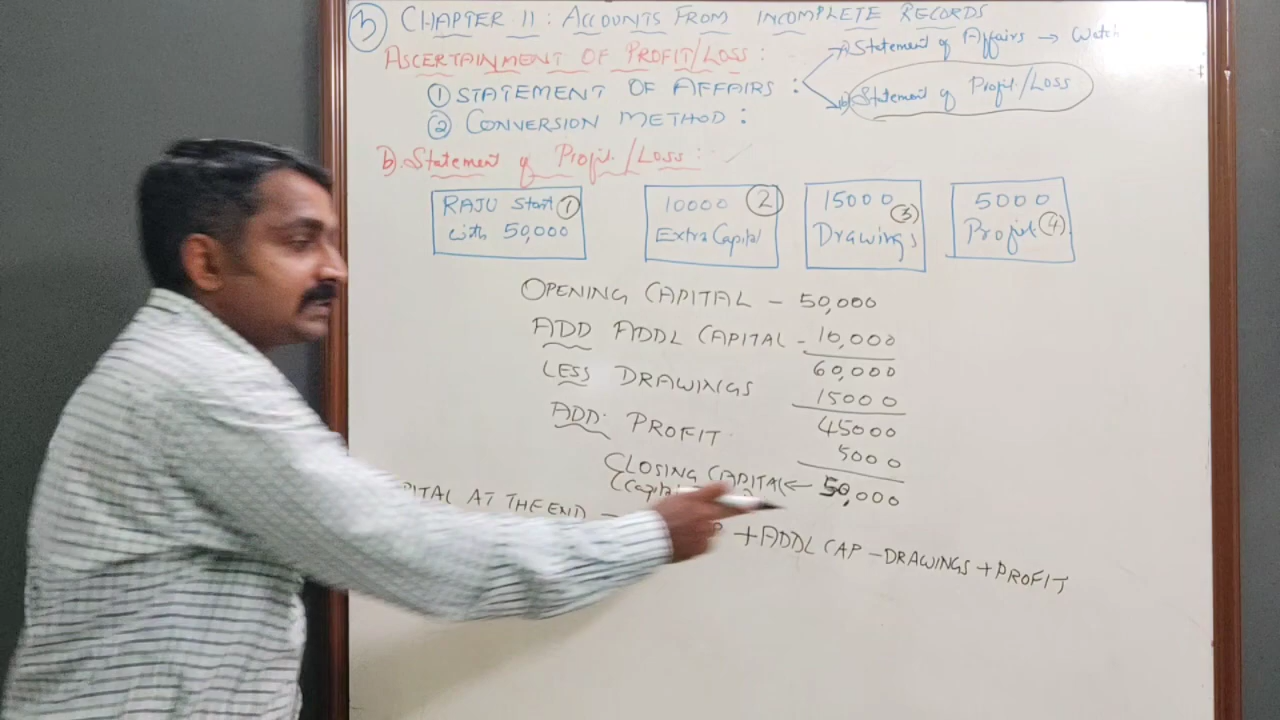 3 CHAPTER 11: ACCOUNTS FROM INCOMPLETE RECORDS
ASCERTAINMENT OF PROFIT/LOSS:
a) Statement of Affairs → Watch
1 STATEMENT OF AFFAIRS :
b) Statement of Profit/Loss
2 CONVERSION METHOD :
b). Statement of Profit/Loss:
RAJU Start 1
with 50,000
10000 2
Extra Capital
15000 3
Drawings
5000
Profit 4
OPENING CAPITAL - 50,000
ADD ADDL CAPITAL - 10,000
60,000
LESS DRAWINGS 15000
45000
ADD: PROFIT 5000
CLOSING CAPITAL ← 50,000
AT THE END -
+ ADDL CAP - DRAWINGS + PROFIT